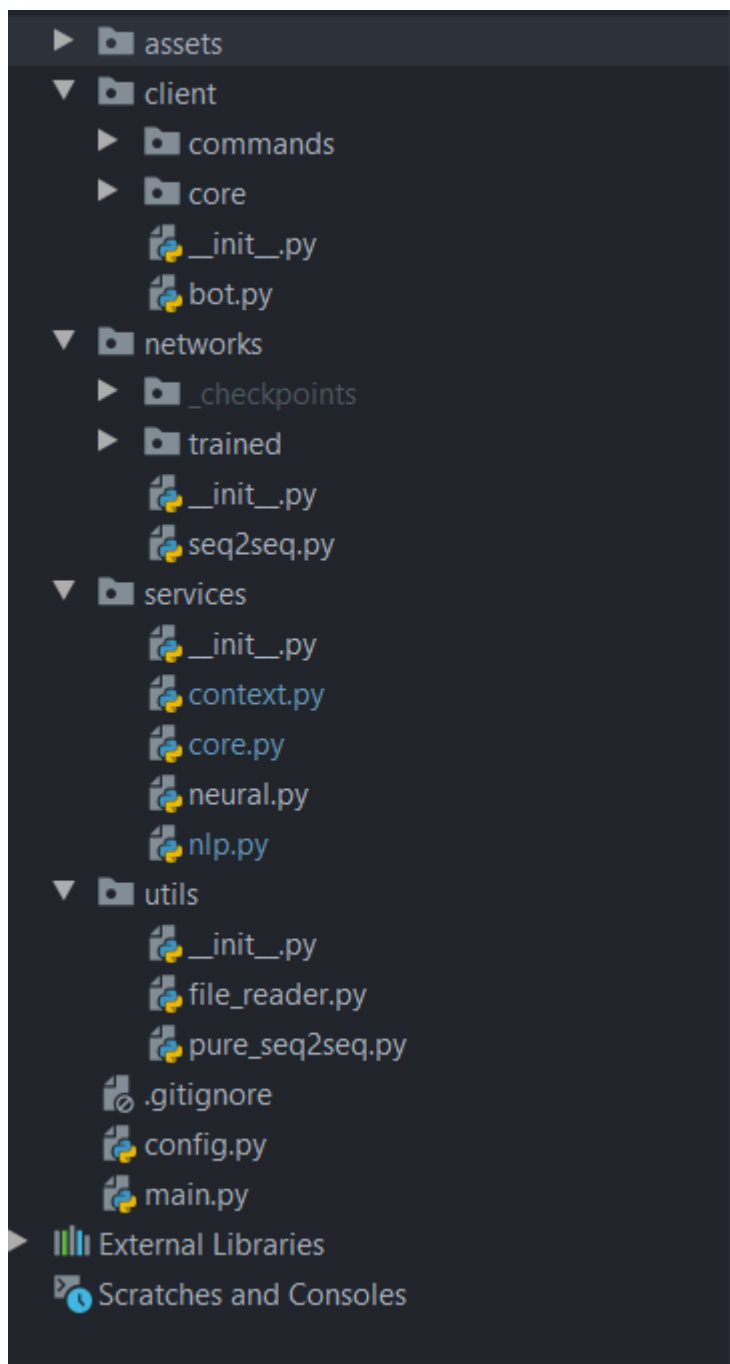 assets
client
commands
core
__init__.py
bot.py
networks
_checkpoints
trained
__init__.py
seq2seq.py
services
__init__.py
context.py
core.py
neural.py
nlp.py
utils
__init__.py
file_reader.py
pure_seq2seq.py
.gitignore
config.py
main.py
External Libraries
Scratches and Consoles